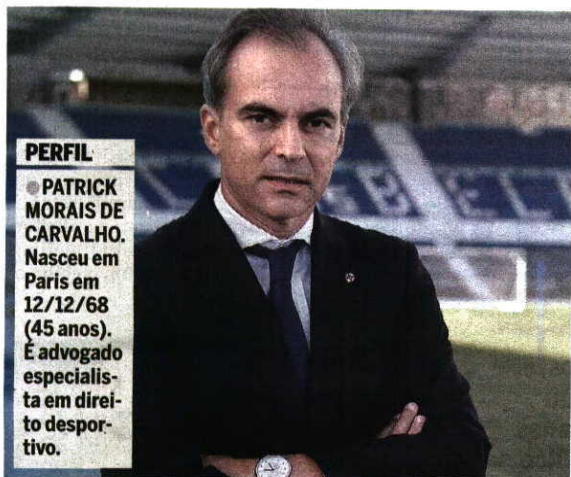 PERFIL
PATRICK
MORAIS DE
CARVALHO.
Nasceu em
Paris em
12/12/68
(45 anos).
É advogado
especialis-
ta em direi-
to despor-
tivo.